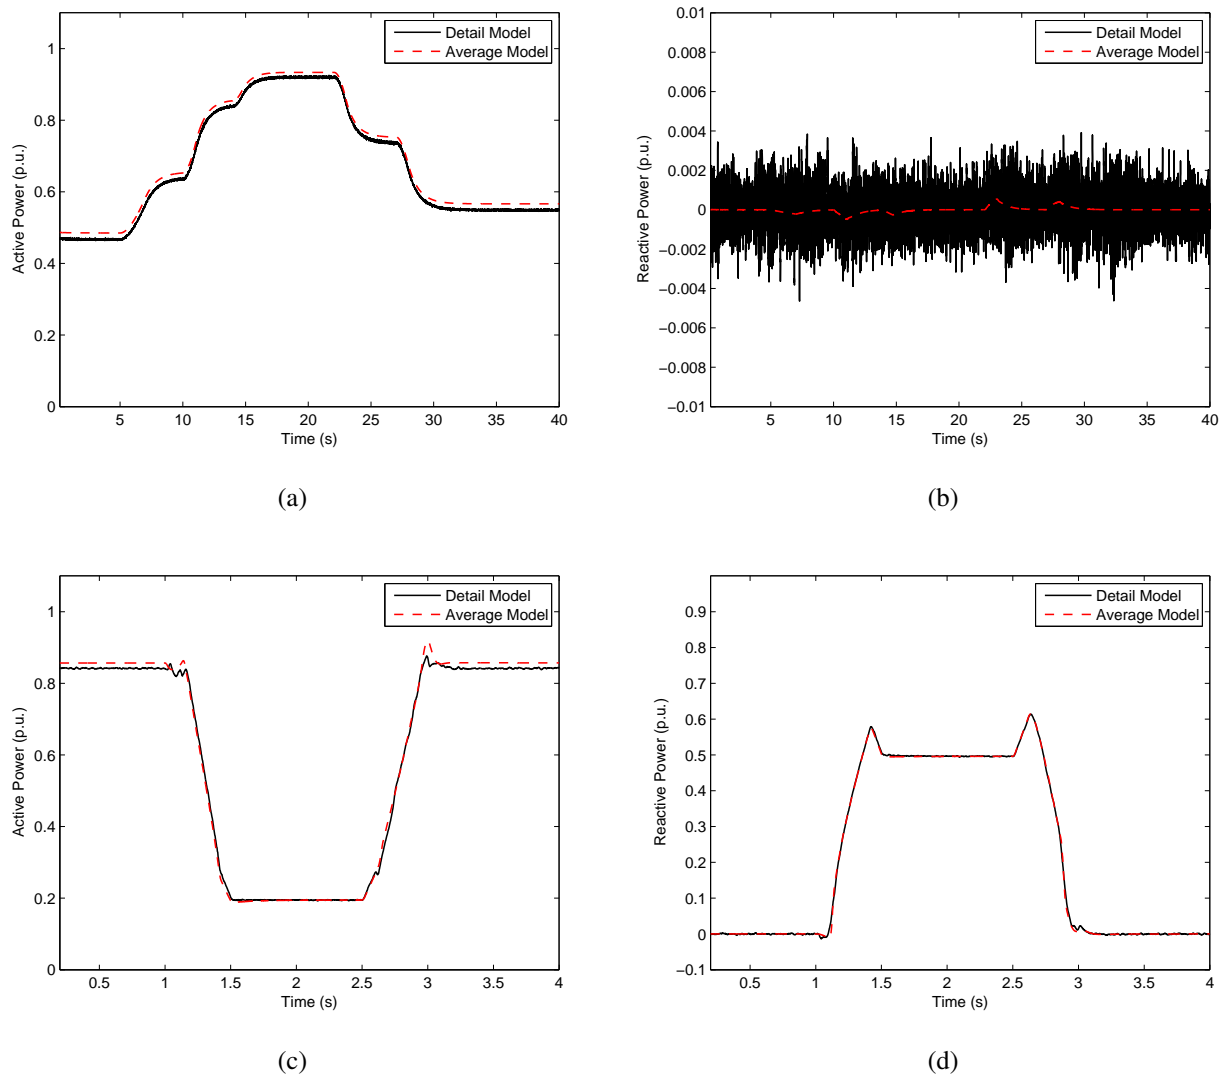 1
0.8
0.6
0.4
0.2
0
Active Power (p.u.)
5 10 15 20 25 30 35 40
Time (s)
Detail Model
Average Model
(a)
0.01
0.008
0.006
0.004
0.002
0
−0.002
−0.004
−0.006
−0.008
−0.01
Reactive Power (p.u.)
5 10 15 20 25 30 35 40
Time (s)
Detail Model
Average Model
(b)
1
0.8
0.6
0.4
0.2
0
Active Power (p.u.)
0.5 1 1.5 2 2.5 3 3.5 4
Time (s)
Detail Model
Average Model
(c)
0.9
0.8
0.7
0.6
0.5
0.4
0.3
0.2
0.1
0
−0.1
Reactive Power (p.u.)
0.5 1 1.5 2 2.5 3 3.5 4
Time (s)
Detail Model
Average Model
(d)